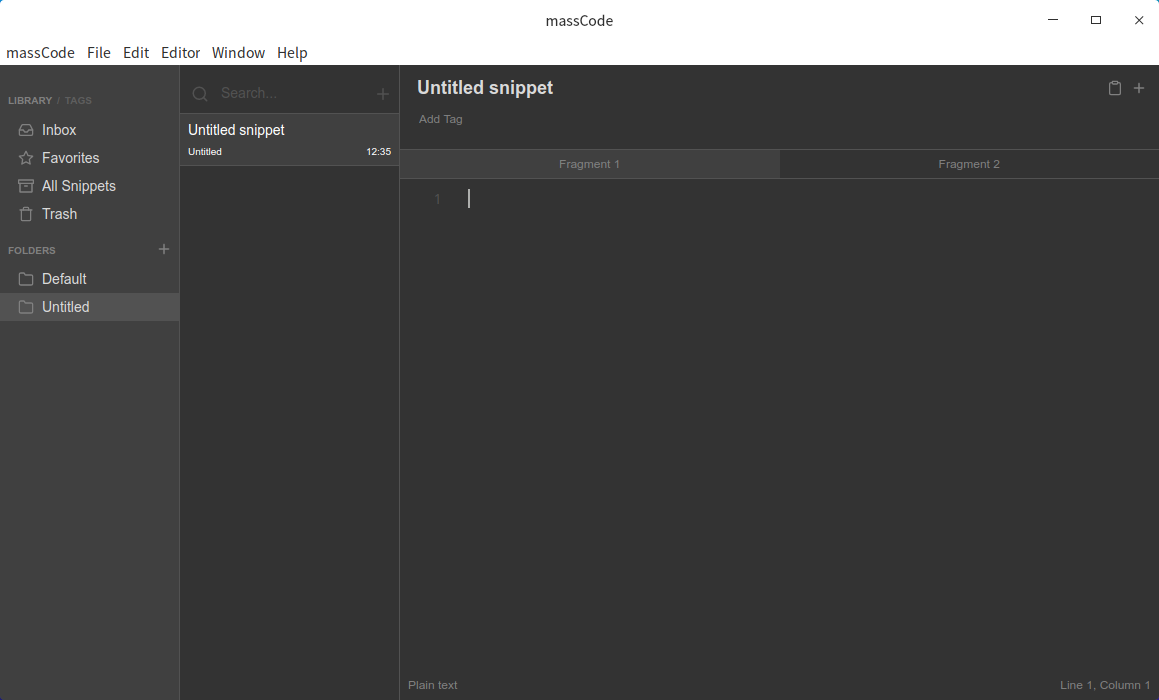 massCode
massCode File Edit Editor Window Help
LIBRARY / TAGS
Inbox
Favorites
All Snippets
Trash
FOLDERS
Default
Untitled
Search...
Untitled snippet
Untitled 12:35
Untitled snippet
Add Tag
Fragment 1 Fragment 2
1
Plain text Line 1, Column 1